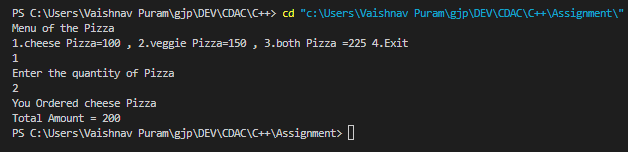 PS C:\Users\Vaishnav Puram\gjp\DEV\CDAC\C++> cd "c:\Users\Vaishnav Puram\gjp\DEV\CDAC\C++\Assignment\"
Menu of the Pizza
1.cheese Pizza=100 , 2.veggie Pizza=150 , 3.both Pizza =225 4.Exit
1
Enter the quantity of Pizza
2
You Ordered cheese Pizza
Total Amount = 200
PS C:\Users\Vaishnav Puram\gjp\DEV\CDAC\C++\Assignment>